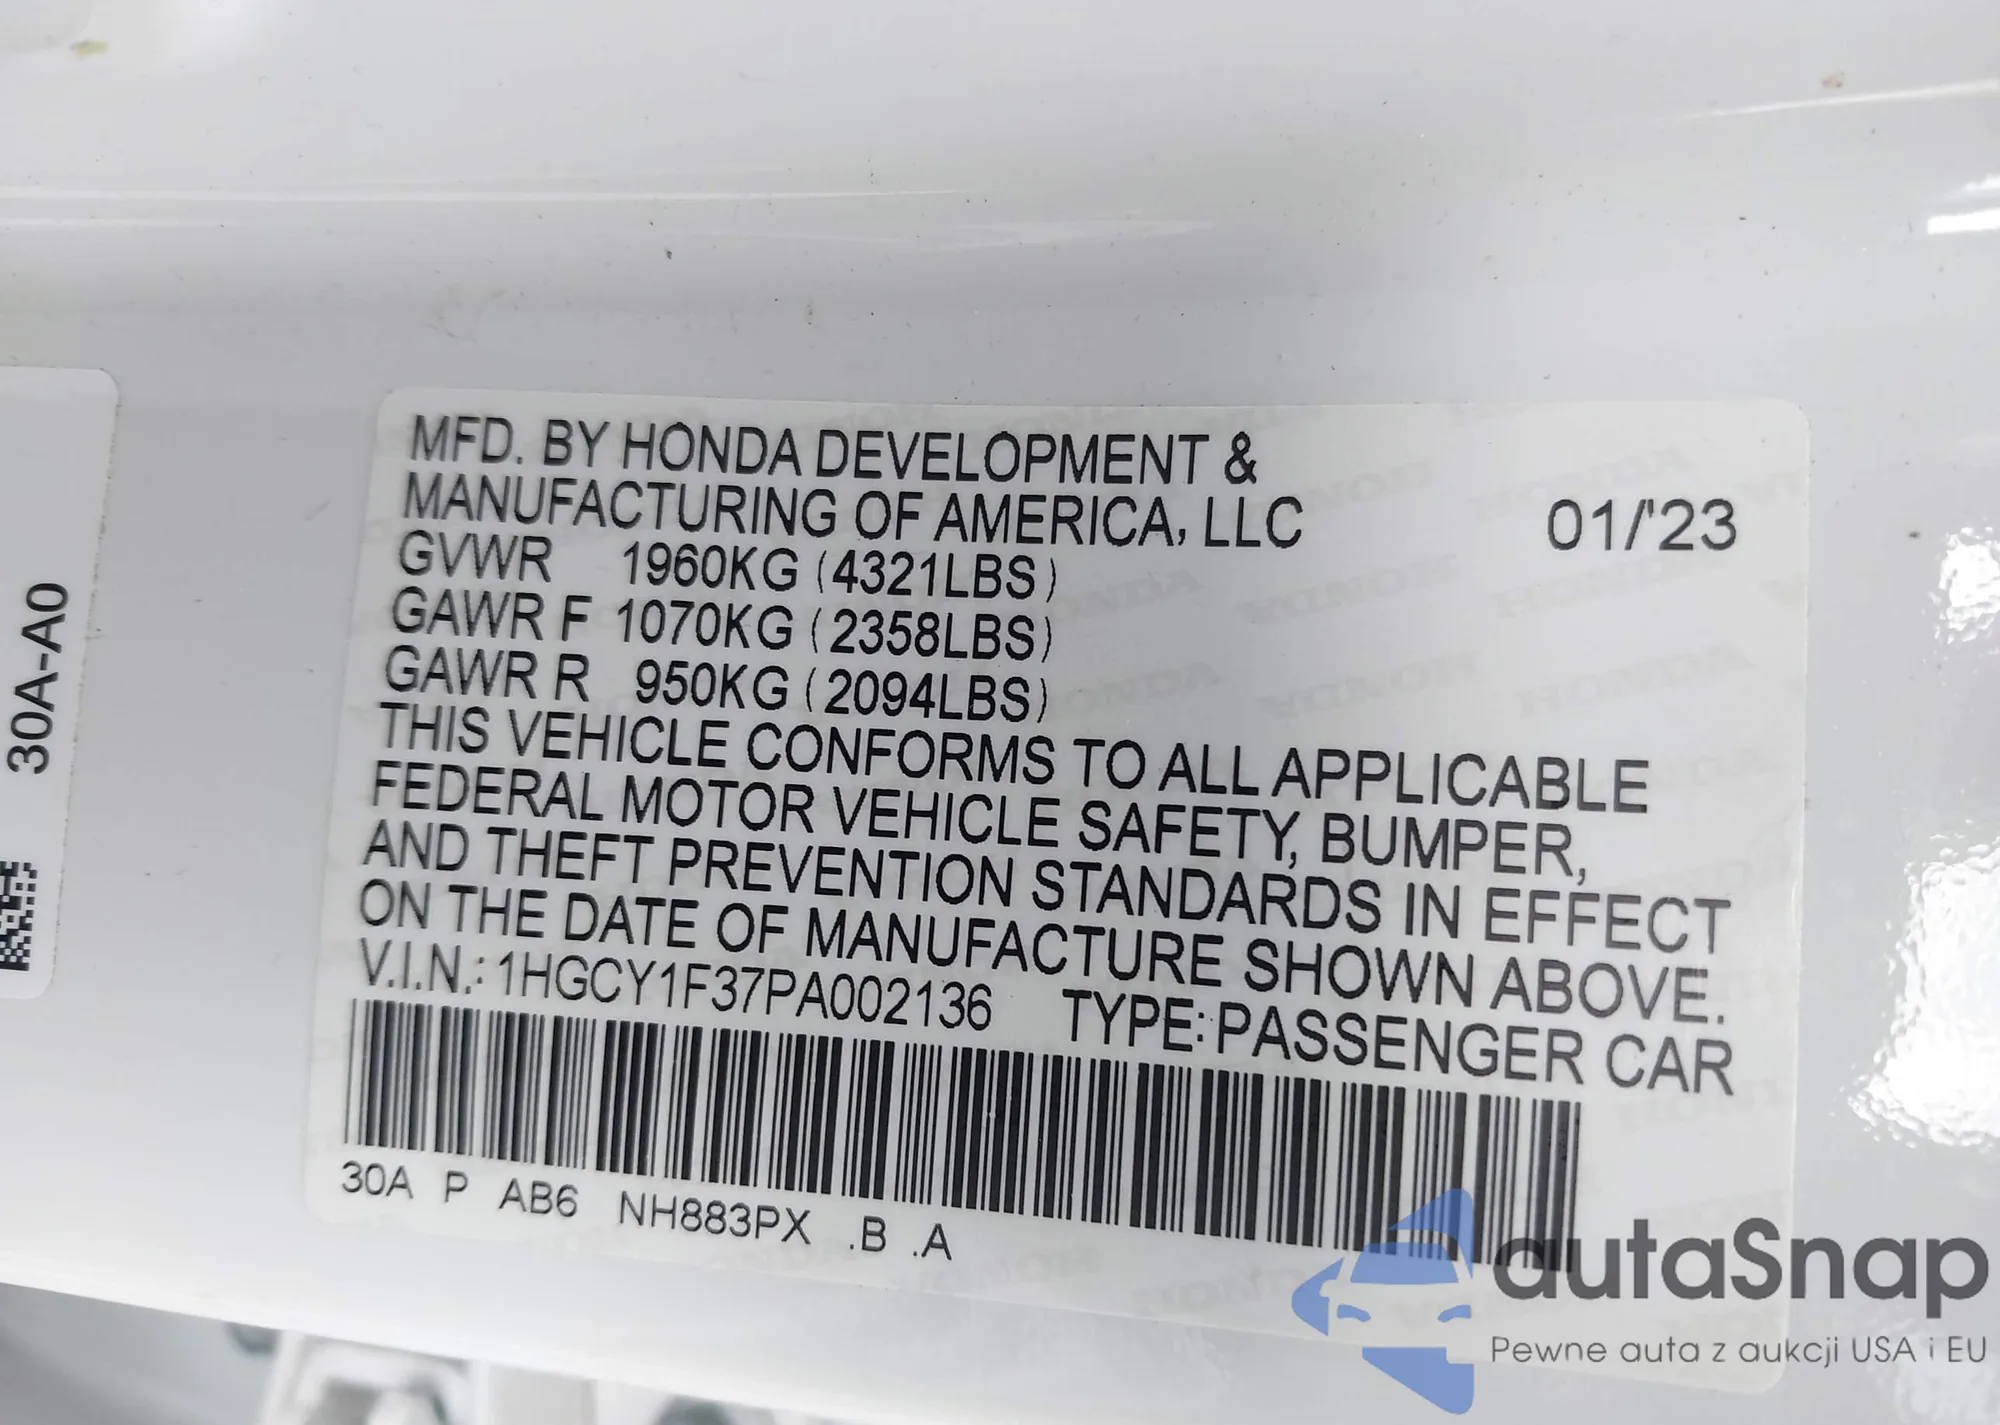 MFD. BY HONDA DEVELOPMENT &
MANUFACTURING OF AMERICA, LLC 01/'23
GVWR 1960KG (4321LBS)
GAWR F 1070KG (2358LBS)
GAWR R 950KG (2094LBS)
THIS VEHICLE CONFORMS TO ALL APPLICABLE
FEDERAL MOTOR VEHICLE SAFETY, BUMPER,
AND THEFT PREVENTION STANDARDS IN EFFECT
ON THE DATE OF MANUFACTURE SHOWN ABOVE.
V.I.N.: 1HGCY1F37PA002136 TYPE: PASSENGER CAR
30A P AB6 NH883PX .B .A
30A-A0
autaSnap
Pewne auta z aukcji USA i EU